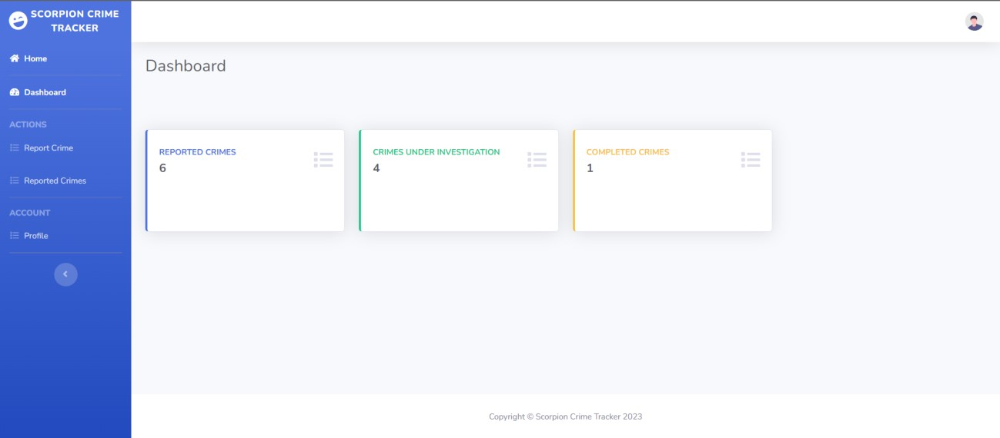 SCORPION CRIME
TRACKER
Home
Dashboard
ACTIONS
Report Crime
Reported Crimes
ACCOUNT
Profile
Dashboard
REPORTED CRIMES
6
CRIMES UNDER INVESTIGATION
4
COMPLETED CRIMES
1
Copyright © Scorpion Crime Tracker 2023